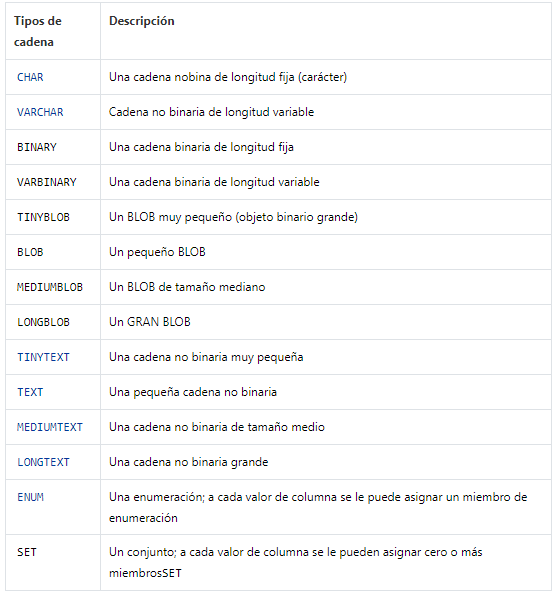 Tipos de cadena Descripción
CHAR Una cadena nobina de longitud fija (carácter)
VARCHAR Cadena no binaria de longitud variable
BINARY Una cadena binaria de longitud fija
VARBINARY Una cadena binaria de longitud variable
TINYBLOB Un BLOB muy pequeño (objeto binario grande)
BLOB Un pequeño BLOB
MEDIUMBLOB Un BLOB de tamaño mediano
LONGBLOB Un GRAN BLOB
TINYTEXT Una cadena no binaria muy pequeña
TEXT Una pequeña cadena no binaria
MEDIUMTEXT Una cadena no binaria de tamaño medio
LONGTEXT Una cadena no binaria grande
ENUM Una enumeración; a cada valor de columna se le puede asignar un miembro de
enumeración
SET Un conjunto; a cada valor de columna se le pueden asignar cero o más
miembrosSET